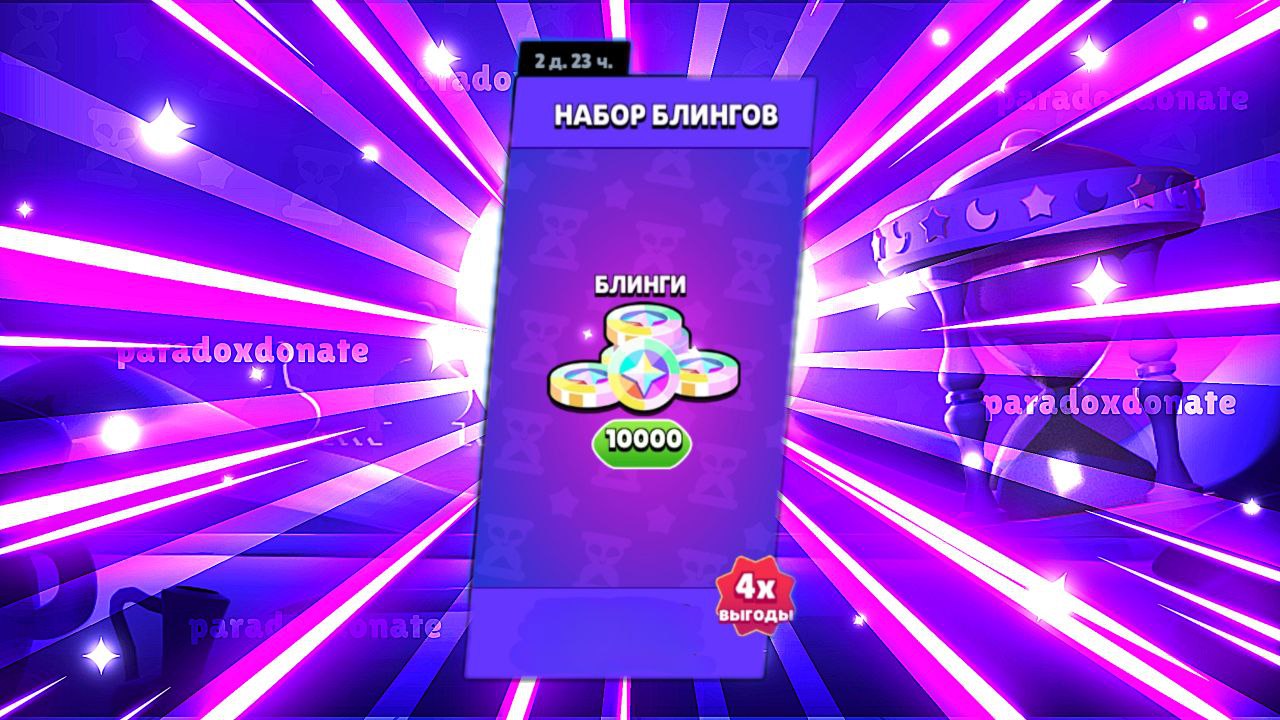 2 д. 23 ч.
paradoxdonate
НАБОР БЛИНГОВ
БЛИНГИ
paradoxdonate
paradoxdonate
10000
4x
ВЫГОДЫ
paradoxdonate